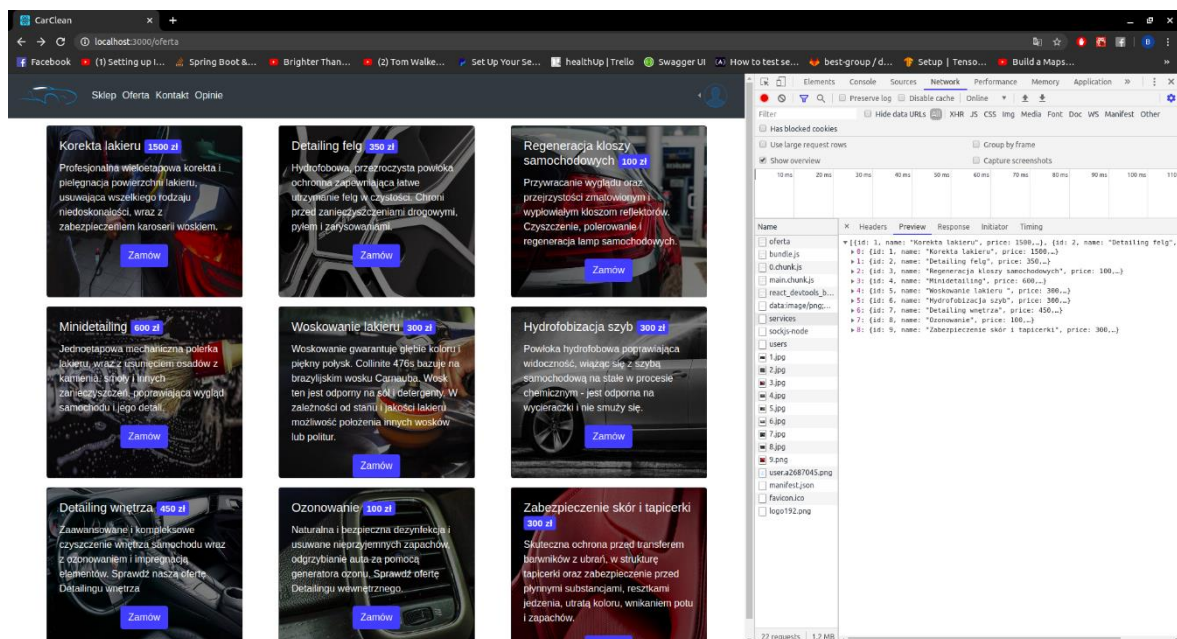 CarClean
localhost:3000/oferta
Facebook (1) Setting up I... Spring Boot &... Brighter Than... (2) Tom Walke... Set Up Your Se... healthUp | Trello Swagger UI How to test se... best-group / d... Setup | Tenso... Build a Maps... »
Sklep Oferta Kontakt Opinie
Korekta lakieru 1500 zł
Profesjonalna wieloetapowa korekta i
pielęgnacja powierzchni lakieru,
usuwająca wszelkiego rodzaju
niedoskonałości, wraz z
zabezpieczeniem karoserii woskiem.
Zamów
Detailing felg 350 zł
Hydrofobowa, przezroczysta powłoka
ochronna zapewniająca łatwe
utrzymanie felg w czystości. Chroni
przed zanieczyszczeniami drogowymi,
pyłem i zarysowaniami.
Zamów
Regeneracja kloszy
samochodowych 100 zł
Przywracanie wyglądu oraz
przejrzystości zmatowionym i
wypłowiałym kloszom reflektorów.
Czyszczenie, polerowanie i
regeneracja lamp samochodowych.
Zamów
Minidetailing 600 zł
Jednoetapowa mechaniczna polerka
lakieru, wraz z usunięciem osadów z
kamienia, smoły i innych
zanieczyszczeń, poprawiająca wygląd
samochodu i jego detali.
Zamów
Woskowanie lakieru 300 zł
Woskowanie gwarantuje głębie koloru i
piękny połysk. Collinite 476s bazuje na
brazylijskim wosku Carnauba. Wosk
ten jest odporny na sól i detergenty. W
zależności od stanu i jakości lakieru
możliwość położenia innych wosków
lub politur.
Zamów
Hydrofobizacja szyb 300 zł
Powłoka hydrofobowa poprawiająca
widoczność, wiążąc się z szybą
samochodową na stałe w procesie
chemicznym - jest odporna na
wycieraczki i nie smuży się.
Zamów
Detailing wnętrza 450 zł
Zaawansowane i kompleksowe
czyszczenie wnętrza samochodu wraz
z ozonowaniem i impregnacją
elementów. Sprawdź naszą ofertę
Detailingu wnętrza
Zamów
Ozonowanie 100 zł
Naturalna i bezpieczna dezynfekcja i
usuwane nieprzyjemnych zapachów,
odgrzybianie auta za pomocą
generatora ozonu, Sprawdź ofertę
Detailingu wewnętrznego.
Zamów
Zabezpieczenie skór i tapicerki
300 zł
Skuteczna ochrona przed transferem
barwników z ubrań, w strukturę
tapicerki oraz zabezpieczenie przed
płynnymi substancjami, resztkami
jedzenia, utratą koloru, wnikaniem potu
i zapachów.
Elements Console Sources Network Performance Memory Application »
Preserve log Disable cache Online
Filter Hide data URLs All XHR JS CSS Img Media Font Doc WS Manifest Other
Has blocked cookies
Use large request rows Group by frame
Show overview Capture screenshots
10 ms 20 ms 30 ms 40 ms 50 ms 60 ms 70 ms 80 ms 90 ms 100 ms 110
Name
oferta
bundle.js
0.chunk.js
main.chunk.js
react_devtools_b...
data:image/png;...
services
sockjs-node
users
1.jpg
2.jpg
3.jpg
4.jpg
5.jpg
6.jpg
7.jpg
8.jpg
9.png
user.a2687045.png
manifest.json
favicon.ico
logo192.png
× Headers Preview Response Initiator Timing
[{id: 1, name: "Korekta lakieru", price: 1500,…}, {id: 2, name: "Detailing felg",
0: {id: 1, name: "Korekta lakieru", price: 1500,…}
1: {id: 2, name: "Detailing felg", price: 350,…}
2: {id: 3, name: "Regeneracja kloszy samochodowych", price: 100,…}
3: {id: 4, name: "Minidetailing", price: 600,…}
4: {id: 5, name: "Woskowanie lakieru ", price: 300,…}
5: {id: 6, name: "Hydrofobizacja szyb", price: 300,…}
6: {id: 7, name: "Detailing wnętrza", price: 450,…}
7: {id: 8, name: "Ozonowanie", price: 100,…}
8: {id: 9, name: "Zabezpieczenie skór i tapicerki", price: 300,…}
22 requests 1.2 MB